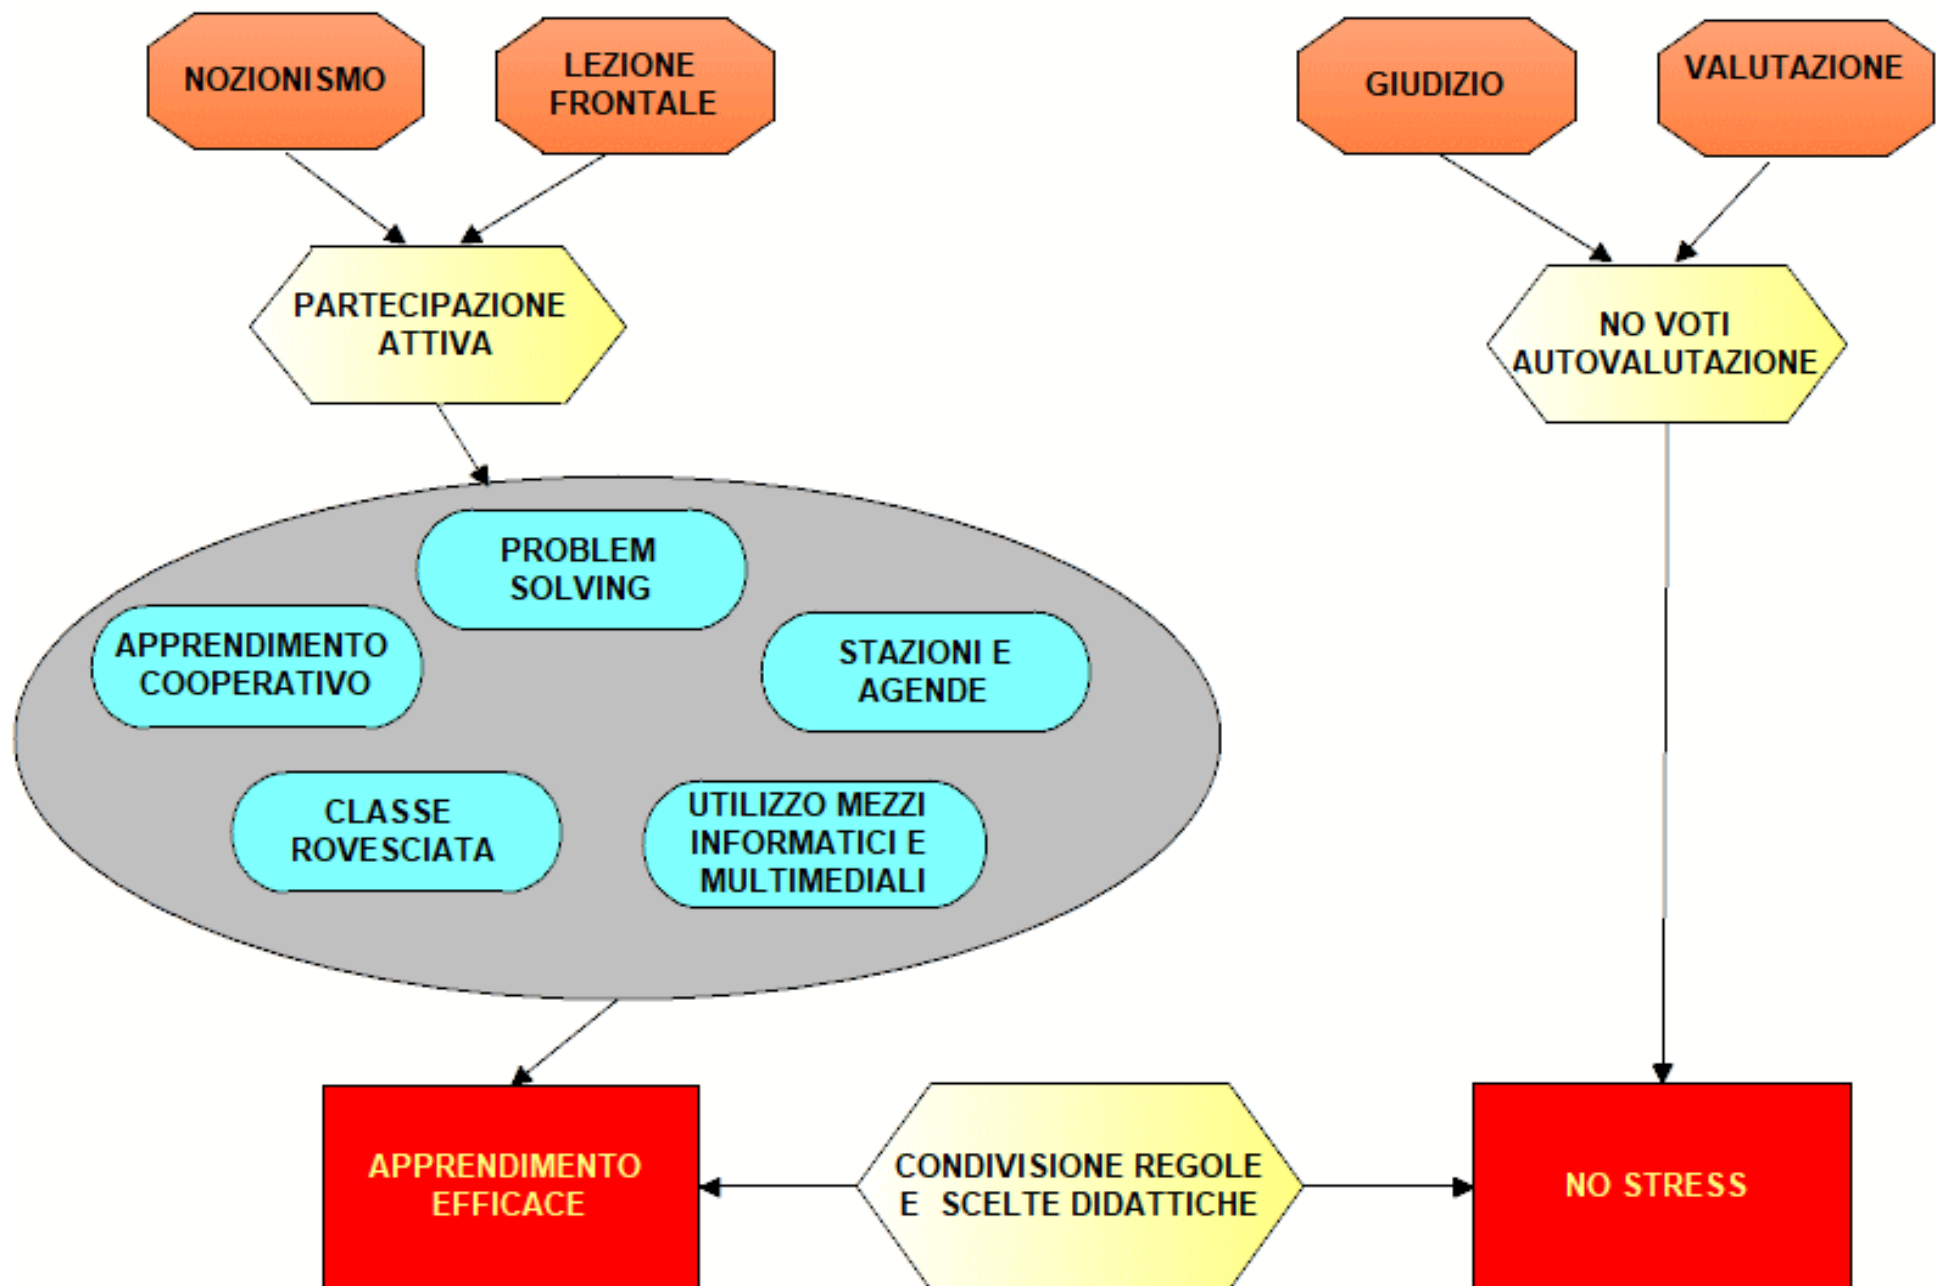 NOZIONISMO
LEZIONE
FRONTALE
GIUDIZIO
VALUTAZIONE
PARTECIPAZIONE
ATTIVA
NO VOTI
AUTOVALUTAZIONE
PROBLEM
SOLVING
APPRENDIMENTO
COOPERATIVO
STAZIONI E
AGENDE
CLASSE
ROVESCIATA
UTILIZZO MEZZI
INFORMATICI E
MULTIMEDIALI
APPRENDIMENTO
EFFICACE
CONDIVISIONE REGOLE
E SCELTE DIDATTICHE
NO STRESS